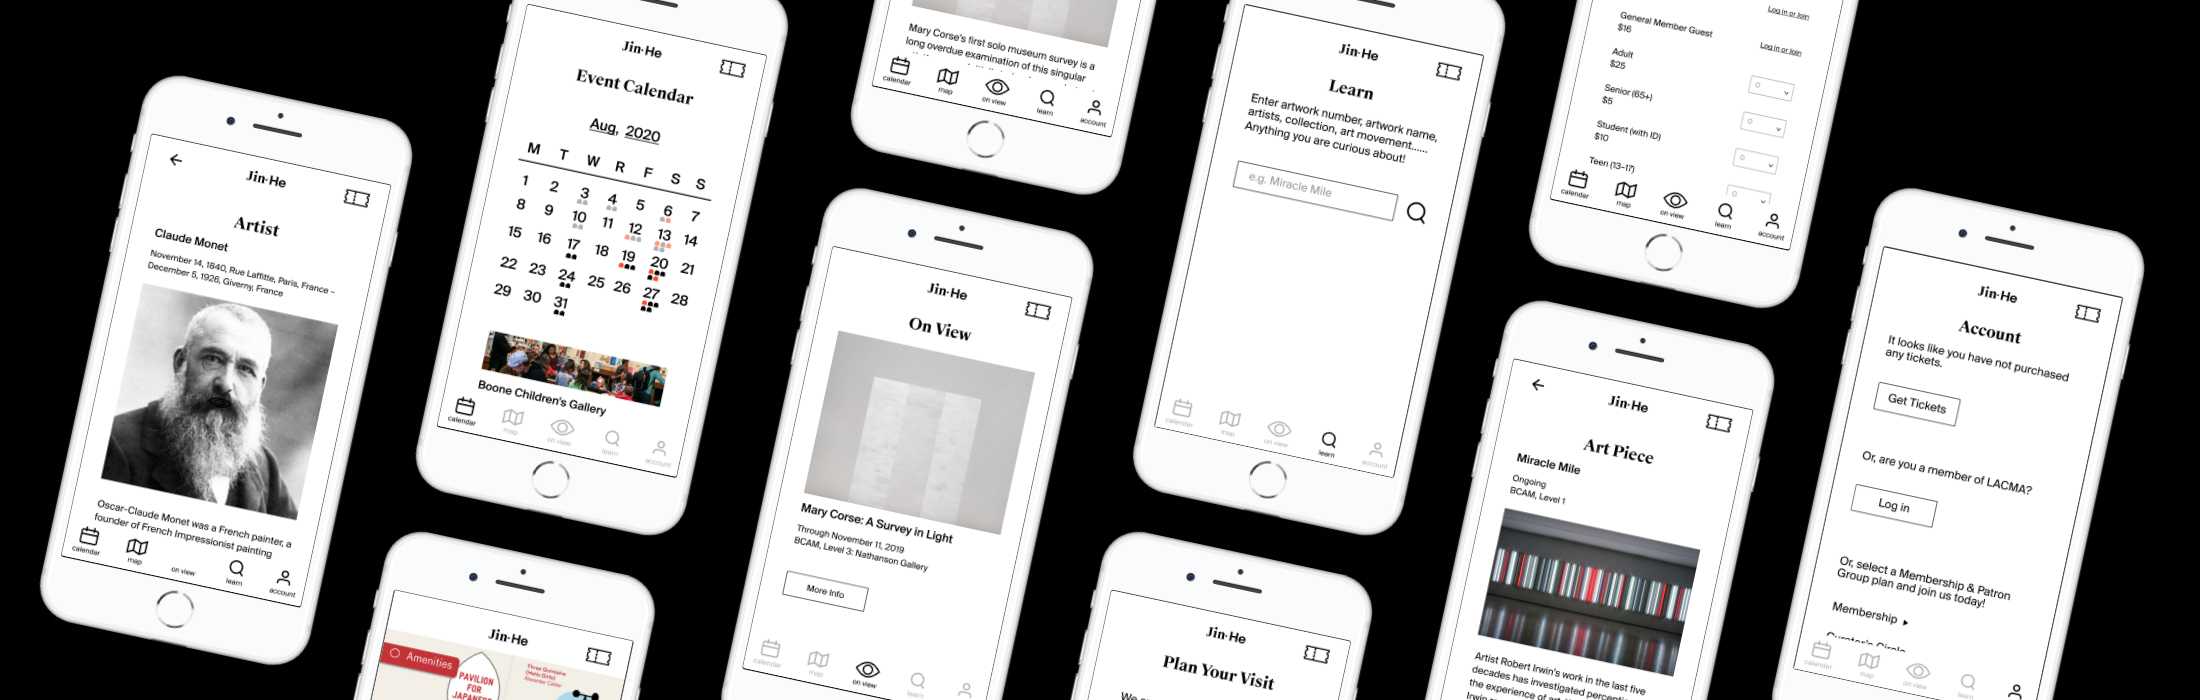 Jin·He
Artist
Claude Monet
November 14, 1840, Rue Laffitte, Paris, France –
December 5, 1926, Giverny, France
Oscar-Claude Monet was a French painter, a
founder of French Impressionist painting
calendar
map
on view
learn
account
Jin·He
Event Calendar
Aug, 2020
M T W R F S S
1 2 3 4 5 6 7
8 9 10 11 12 13 14
15 16 17 18 19 20 21
22 23 24 25 26 27 28
29 30 31
Boone Children's Gallery
calendar
map
on view
learn
account
Jin·He
Amenities
PAVILION
FOR
JAPANESE
Three Quintains
(Hello Girls)
Alexander Calder
Mary Corse's first solo museum survey is a
long overdue examination of this singular
calendar
map
on view
learn
account
Jin·He
On View
Mary Corse: A Survey in Light
Through November 11, 2019
BCAM, Level 3: Nathanson Gallery
More Info
calendar
map
on view
learn
Jin·He
Learn
Enter artwork number, artwork name,
artists, collection, art movement......
Anything you are curious about!
e.g. Miracle Mile
calendar
map
on view
learn
account
Jin·He
Plan Your Visit
Log in or Join
General Member Guest
$16
Log in or Join
Adult
$25
0
Senior (65+)
$5
0
Student (with ID)
$10
0
Teen (13–17)
0
calendar
map
on view
learn
account
Jin·He
Art Piece
Miracle Mile
Ongoing
BCAM, Level 1
Artist Robert Irwin's work in the last five
decades has investigated
the experience of
Irwin
Jin·He
Account
It looks like you have not purchased
any tickets.
Get Tickets
Or, are you a member of LACMA?
Log in
Or, select a Membership & Patron
Group plan and join us today!
Membership ▸
Curator's Circle
calendar
map
on view
learn